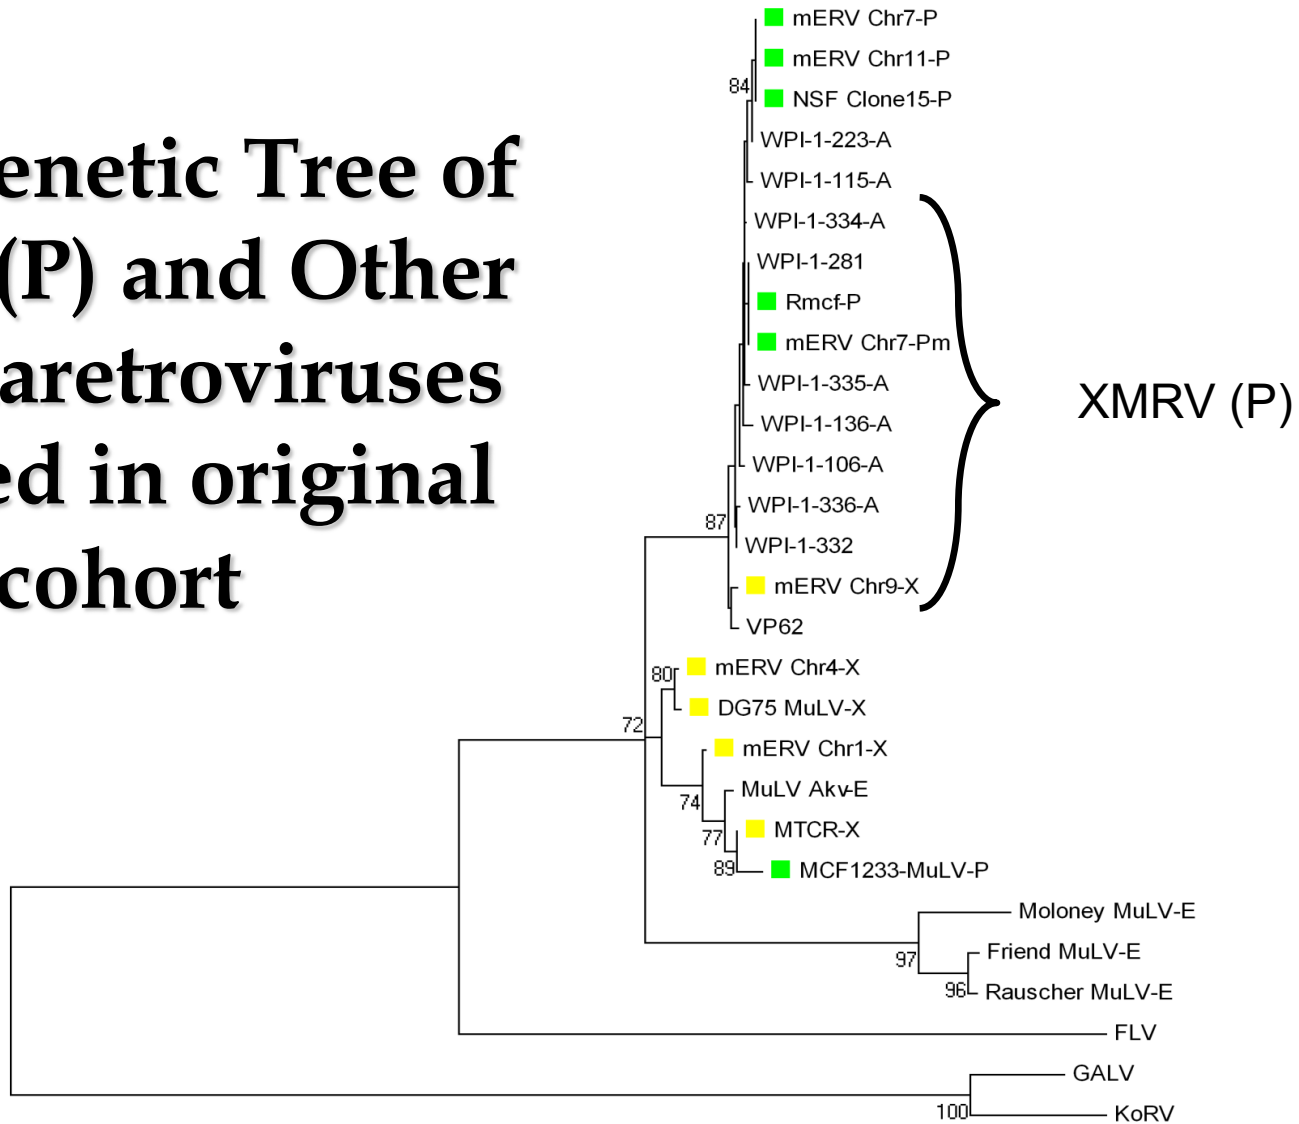 enetic Tree of
(P) and Other
aretroviruses
ed in original
cohort
mERV Chr7-P
mERV Chr11-P
84
NSF Clone15-P
WPI-1-223-A
WPI-1-115-A
WPI-1-334-A
WPI-1-281
Rmcf-P
mERV Chr7-Pm
WPI-1-335-A
XMRV (P)
WPI-1-136-A
WPI-1-106-A
WPI-1-336-A
87
WPI-1-332
mERV Chr9-X
VP62
80
mERV Chr4-X
DG75 MuLV-X
72
mERV Chr1-X
MuLV Akv-E
74
MTCR-X
77
89
MCF1233-MuLV-P
Moloney MuLV-E
Friend MuLV-E
97
Rauscher MuLV-E
96
FLV
GALV
KoRV
100